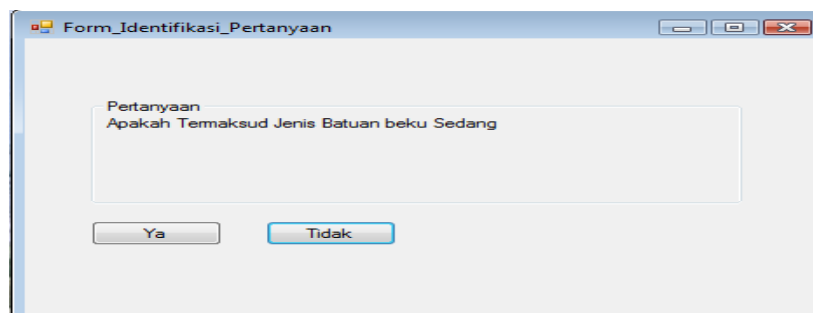 Form_Identifikasi_Pertanyaan
Pertanyaan
Apakah Termaksud Jenis Batuan beku Sedang
Ya
Tidak